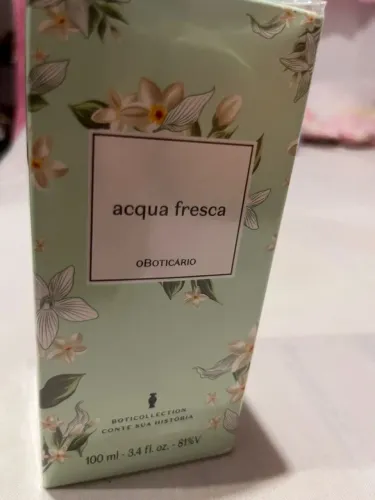 acqua fresca
oBoticário
BOTICOLLECTION
CONTE SUA HISTÓRIA
100 ml - 3.4 fl. oz. - 81%V